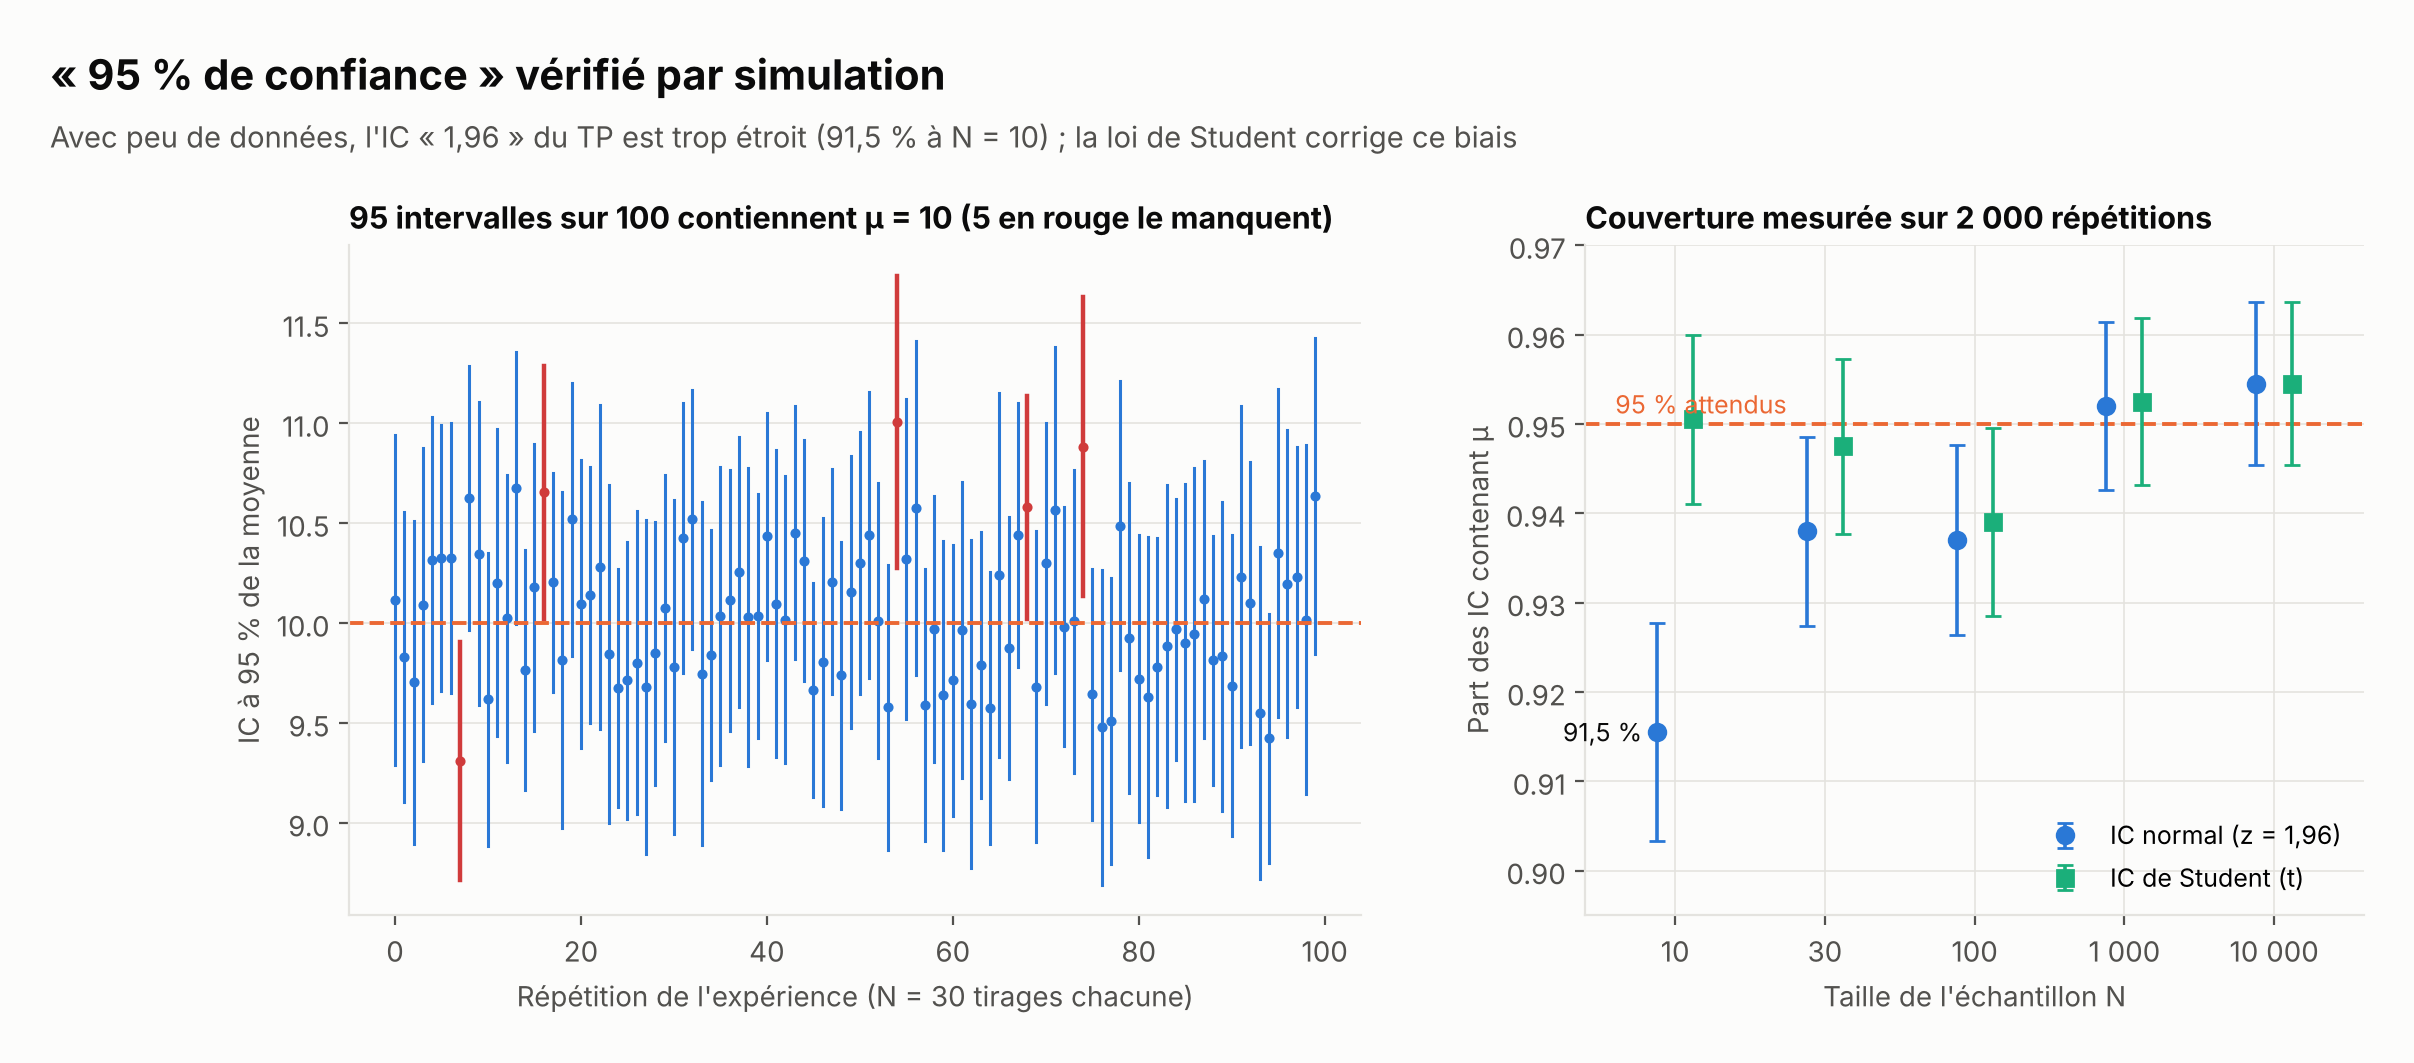 « 95 % de confiance » vérifié par simulation
Avec peu de données, l'IC « 1,96 » du TP est trop étroit (91,5 % à N = 10) ; la loi de Student corrige ce biais
95 intervalles sur 100 contiennent µ = 10 (5 en rouge le manquent)
IC à 95 % de la moyenne
11.5
11.0
10.5
10.0
9.5
9.0
0 20 40 60 80 100
Répétition de l'expérience (N = 30 tirages chacune)
Couverture mesurée sur 2 000 répétitions
Part des IC contenant µ
0.97
0.96
0.95
0.94
0.93
0.92
0.91
0.90
95 % attendus
91,5 %
IC normal (z = 1,96)
IC de Student (t)
10 30 100 1 000 10 000
Taille de l'échantillon N